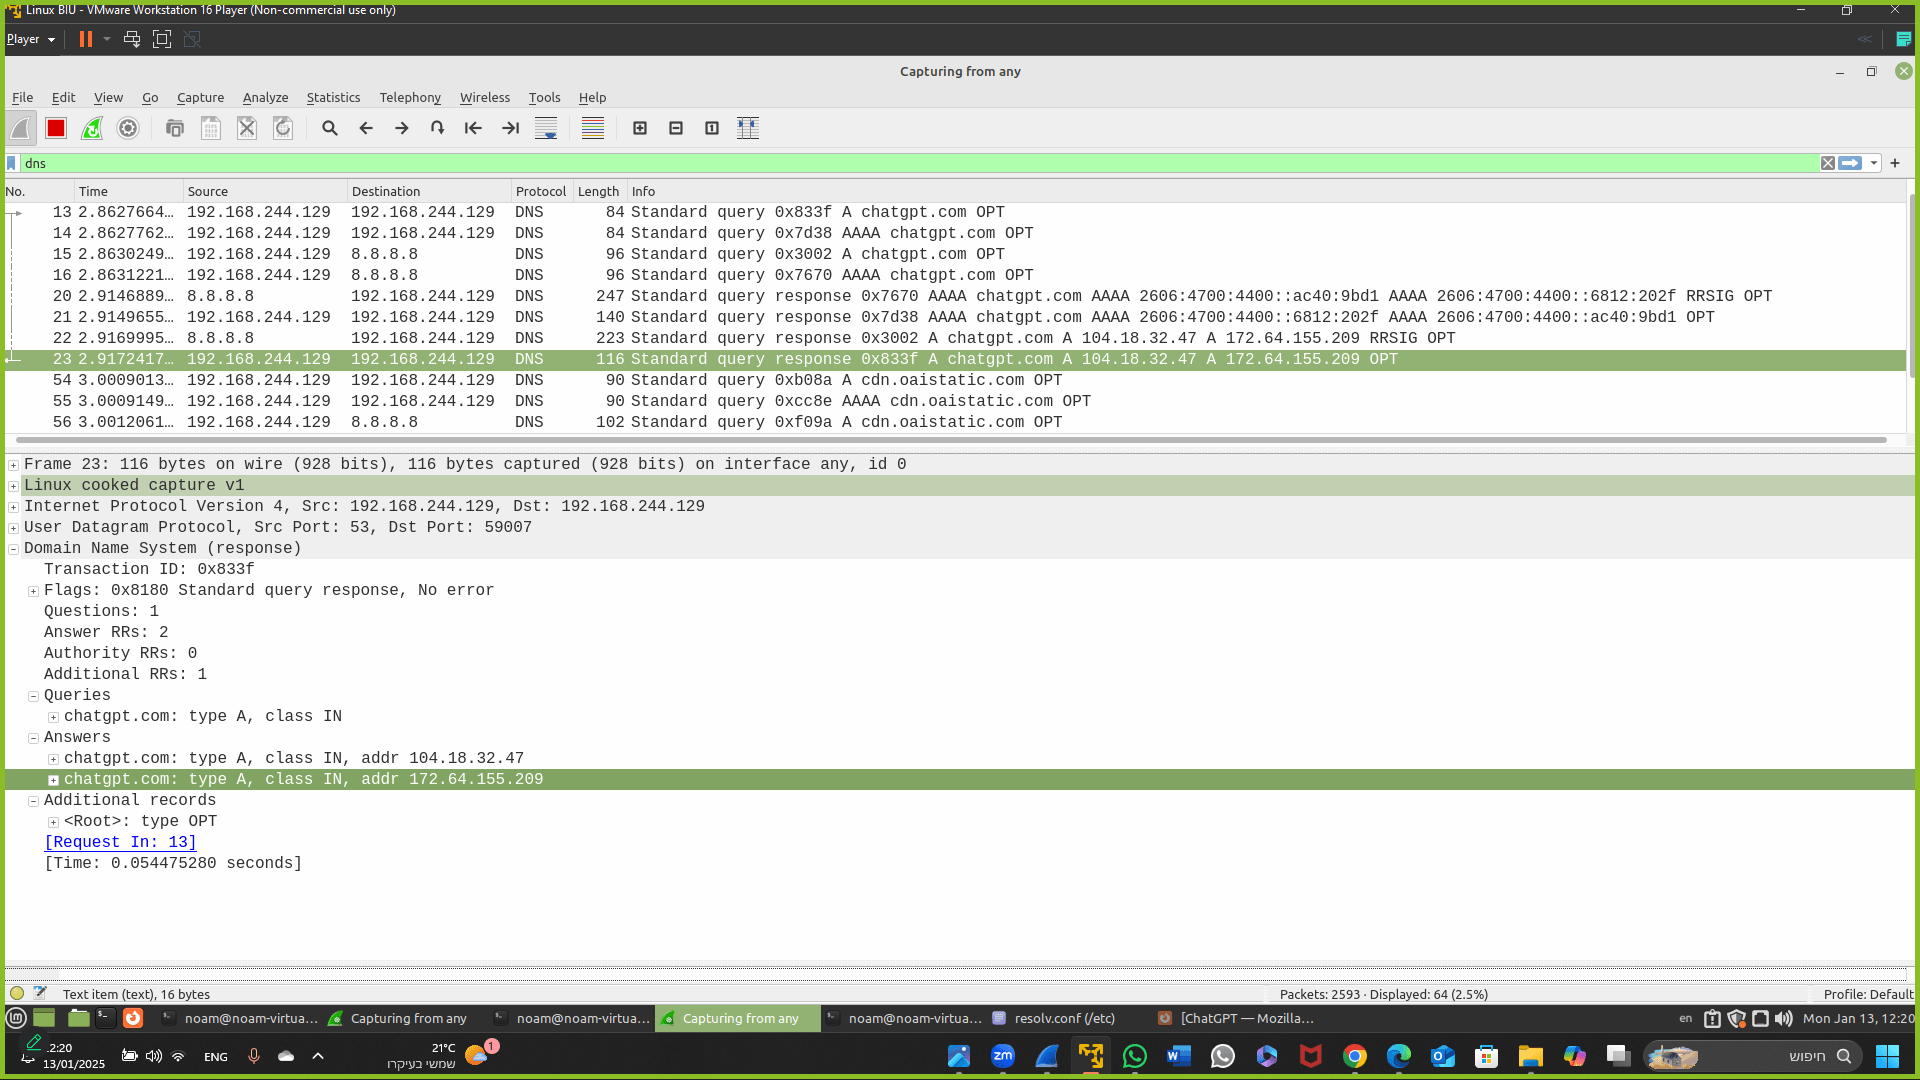 Linux BIU - VMware Workstation 16 Player (Non-commercial use only)
Player
Capturing from any
File Edit View Go Capture Analyze Statistics Telephony Wireless Tools Help
dns
No. Time Source Destination Protocol Length Info
13 2.8627664… 192.168.244.129 192.168.244.129 DNS 84 Standard query 0x833f A chatgpt.com OPT
14 2.8627762… 192.168.244.129 192.168.244.129 DNS 84 Standard query 0x7d38 AAAA chatgpt.com OPT
15 2.8630249… 192.168.244.129 8.8.8.8 DNS 96 Standard query 0x3002 A chatgpt.com OPT
16 2.8631221… 192.168.244.129 8.8.8.8 DNS 96 Standard query 0x7670 AAAA chatgpt.com OPT
20 2.9146889… 8.8.8.8 192.168.244.129 DNS 247 Standard query response 0x7670 AAAA chatgpt.com AAAA 2606:4700:4400::ac40:9bd1 AAAA 2606:4700:4400::6812:202f RRSIG OPT
21 2.9149655… 192.168.244.129 192.168.244.129 DNS 140 Standard query response 0x7d38 AAAA chatgpt.com AAAA 2606:4700:4400::6812:202f AAAA 2606:4700:4400::ac40:9bd1 OPT
22 2.9169995… 8.8.8.8 192.168.244.129 DNS 223 Standard query response 0x3002 A chatgpt.com A 104.18.32.47 A 172.64.155.209 RRSIG OPT
23 2.9172417… 192.168.244.129 192.168.244.129 DNS 116 Standard query response 0x833f A chatgpt.com A 104.18.32.47 A 172.64.155.209 OPT
54 3.0009013… 192.168.244.129 192.168.244.129 DNS 90 Standard query 0xb08a A cdn.oaistatic.com OPT
55 3.0009149… 192.168.244.129 192.168.244.129 DNS 90 Standard query 0xcc8e AAAA cdn.oaistatic.com OPT
56 3.0012061… 192.168.244.129 8.8.8.8 DNS 102 Standard query 0xf09a A cdn.oaistatic.com OPT
Frame 23: 116 bytes on wire (928 bits), 116 bytes captured (928 bits) on interface any, id 0
Linux cooked capture v1
Internet Protocol Version 4, Src: 192.168.244.129, Dst: 192.168.244.129
User Datagram Protocol, Src Port: 53, Dst Port: 59007
Domain Name System (response)
Transaction ID: 0x833f
Flags: 0x8180 Standard query response, No error
Questions: 1
Answer RRs: 2
Authority RRs: 0
Additional RRs: 1
Queries
chatgpt.com: type A, class IN
Answers
chatgpt.com: type A, class IN, addr 104.18.32.47
chatgpt.com: type A, class IN, addr 172.64.155.209
Additional records
<Root>: type OPT
[Request In: 13]
[Time: 0.054475280 seconds]
Text item (text), 16 bytes Packets: 2593 · Displayed: 64 (2.5%) Profile: Default
noam@noam-virtua… Capturing from any noam@noam-virtua… Capturing from any noam@noam-virtua… resolv.conf (/etc) [ChatGPT — Mozilla… en Mon Jan 13, 12:20
12:20
13/01/2025
ENG
21°C
שמשי בעיקרו
1
zm
חיפוש